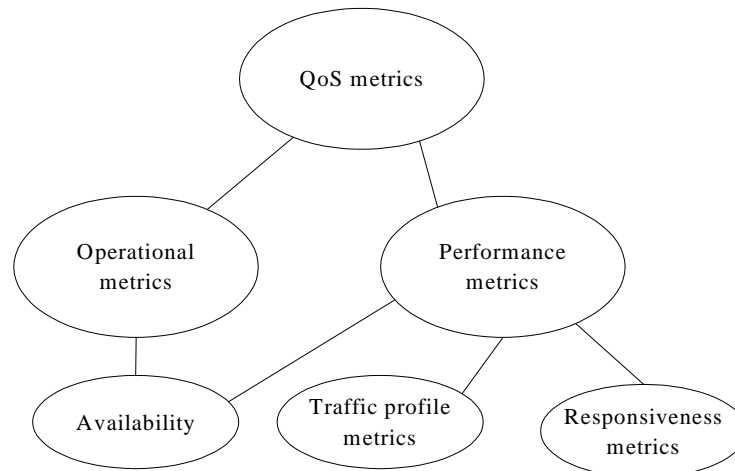 QoS metrics
Operational
metrics
Performance
metrics
Availability
Traffic profile
metrics
Responsiveness
metrics